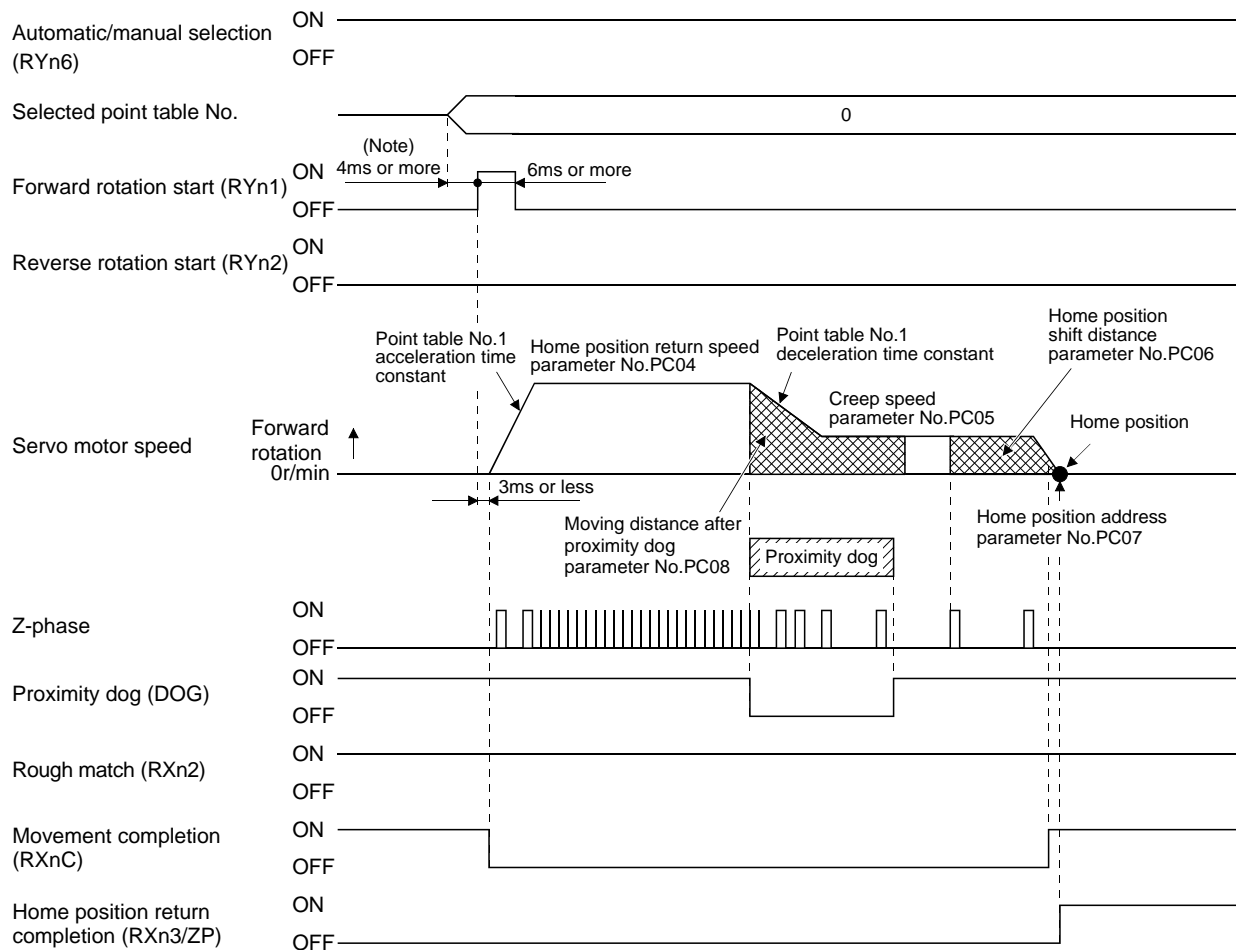 Automatic/manual selection
(RYn6)
ON
OFF
Selected point table No.
0
(Note)
4ms or more
6ms or more
Forward rotation start (RYn1)
ON
OFF
Reverse rotation start (RYn2)
ON
OFF
Point table No.1
acceleration time
constant
Home position return speed
parameter No.PC04
Point table No.1
deceleration time constant
Home position
shift distance
parameter No.PC06
Creep speed
parameter No.PC05
Home position
Servo motor speed
Forward
rotation
0r/min
3ms or less
Moving distance after
proximity dog
parameter No.PC08
Home position address
parameter No.PC07
Proximity dog
Z-phase
ON
OFF
Proximity dog (DOG)
ON
OFF
Rough match (RXn2)
ON
OFF
Movement completion
(RXnC)
ON
OFF
Home position return
completion (RXn3/ZP)
ON
OFF